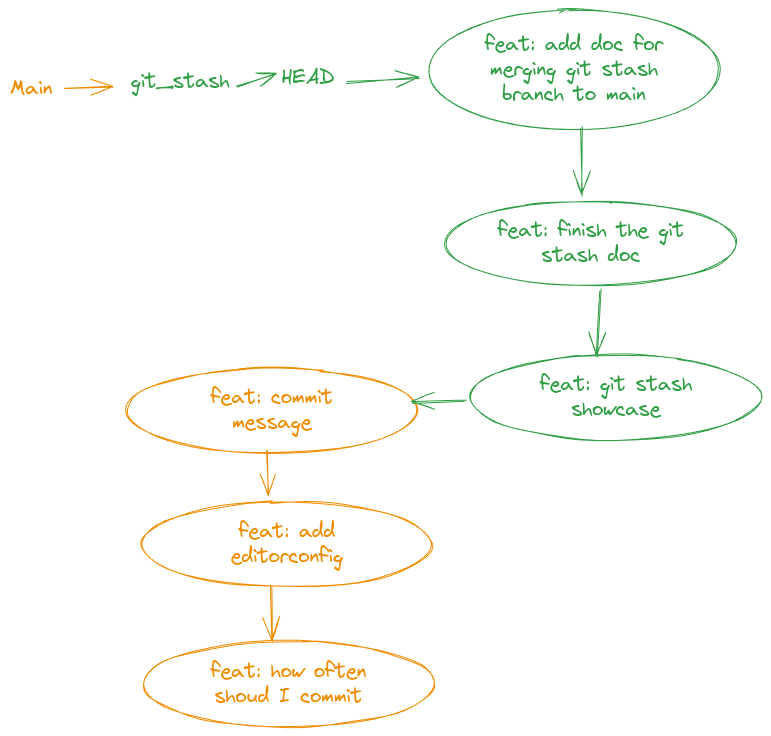 Main
git_stash
HEAD
feat: add doc for
merging git stash
branch to main
feat: finish the git
stash doc
feat: git stash
showcase
feat: commit
message
feat: add
editorconfig
feat: how often
shoud I commit